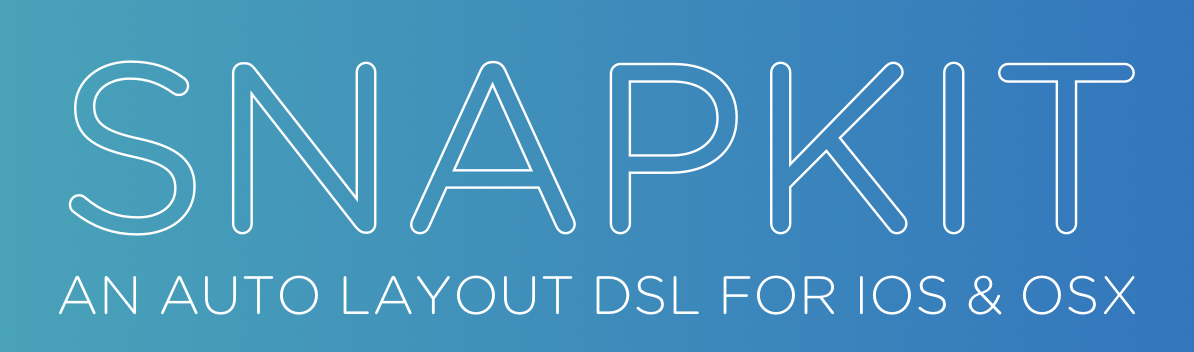 SNAPKIT
AN AUTO LAYOUT DSL FOR IOS & OSX